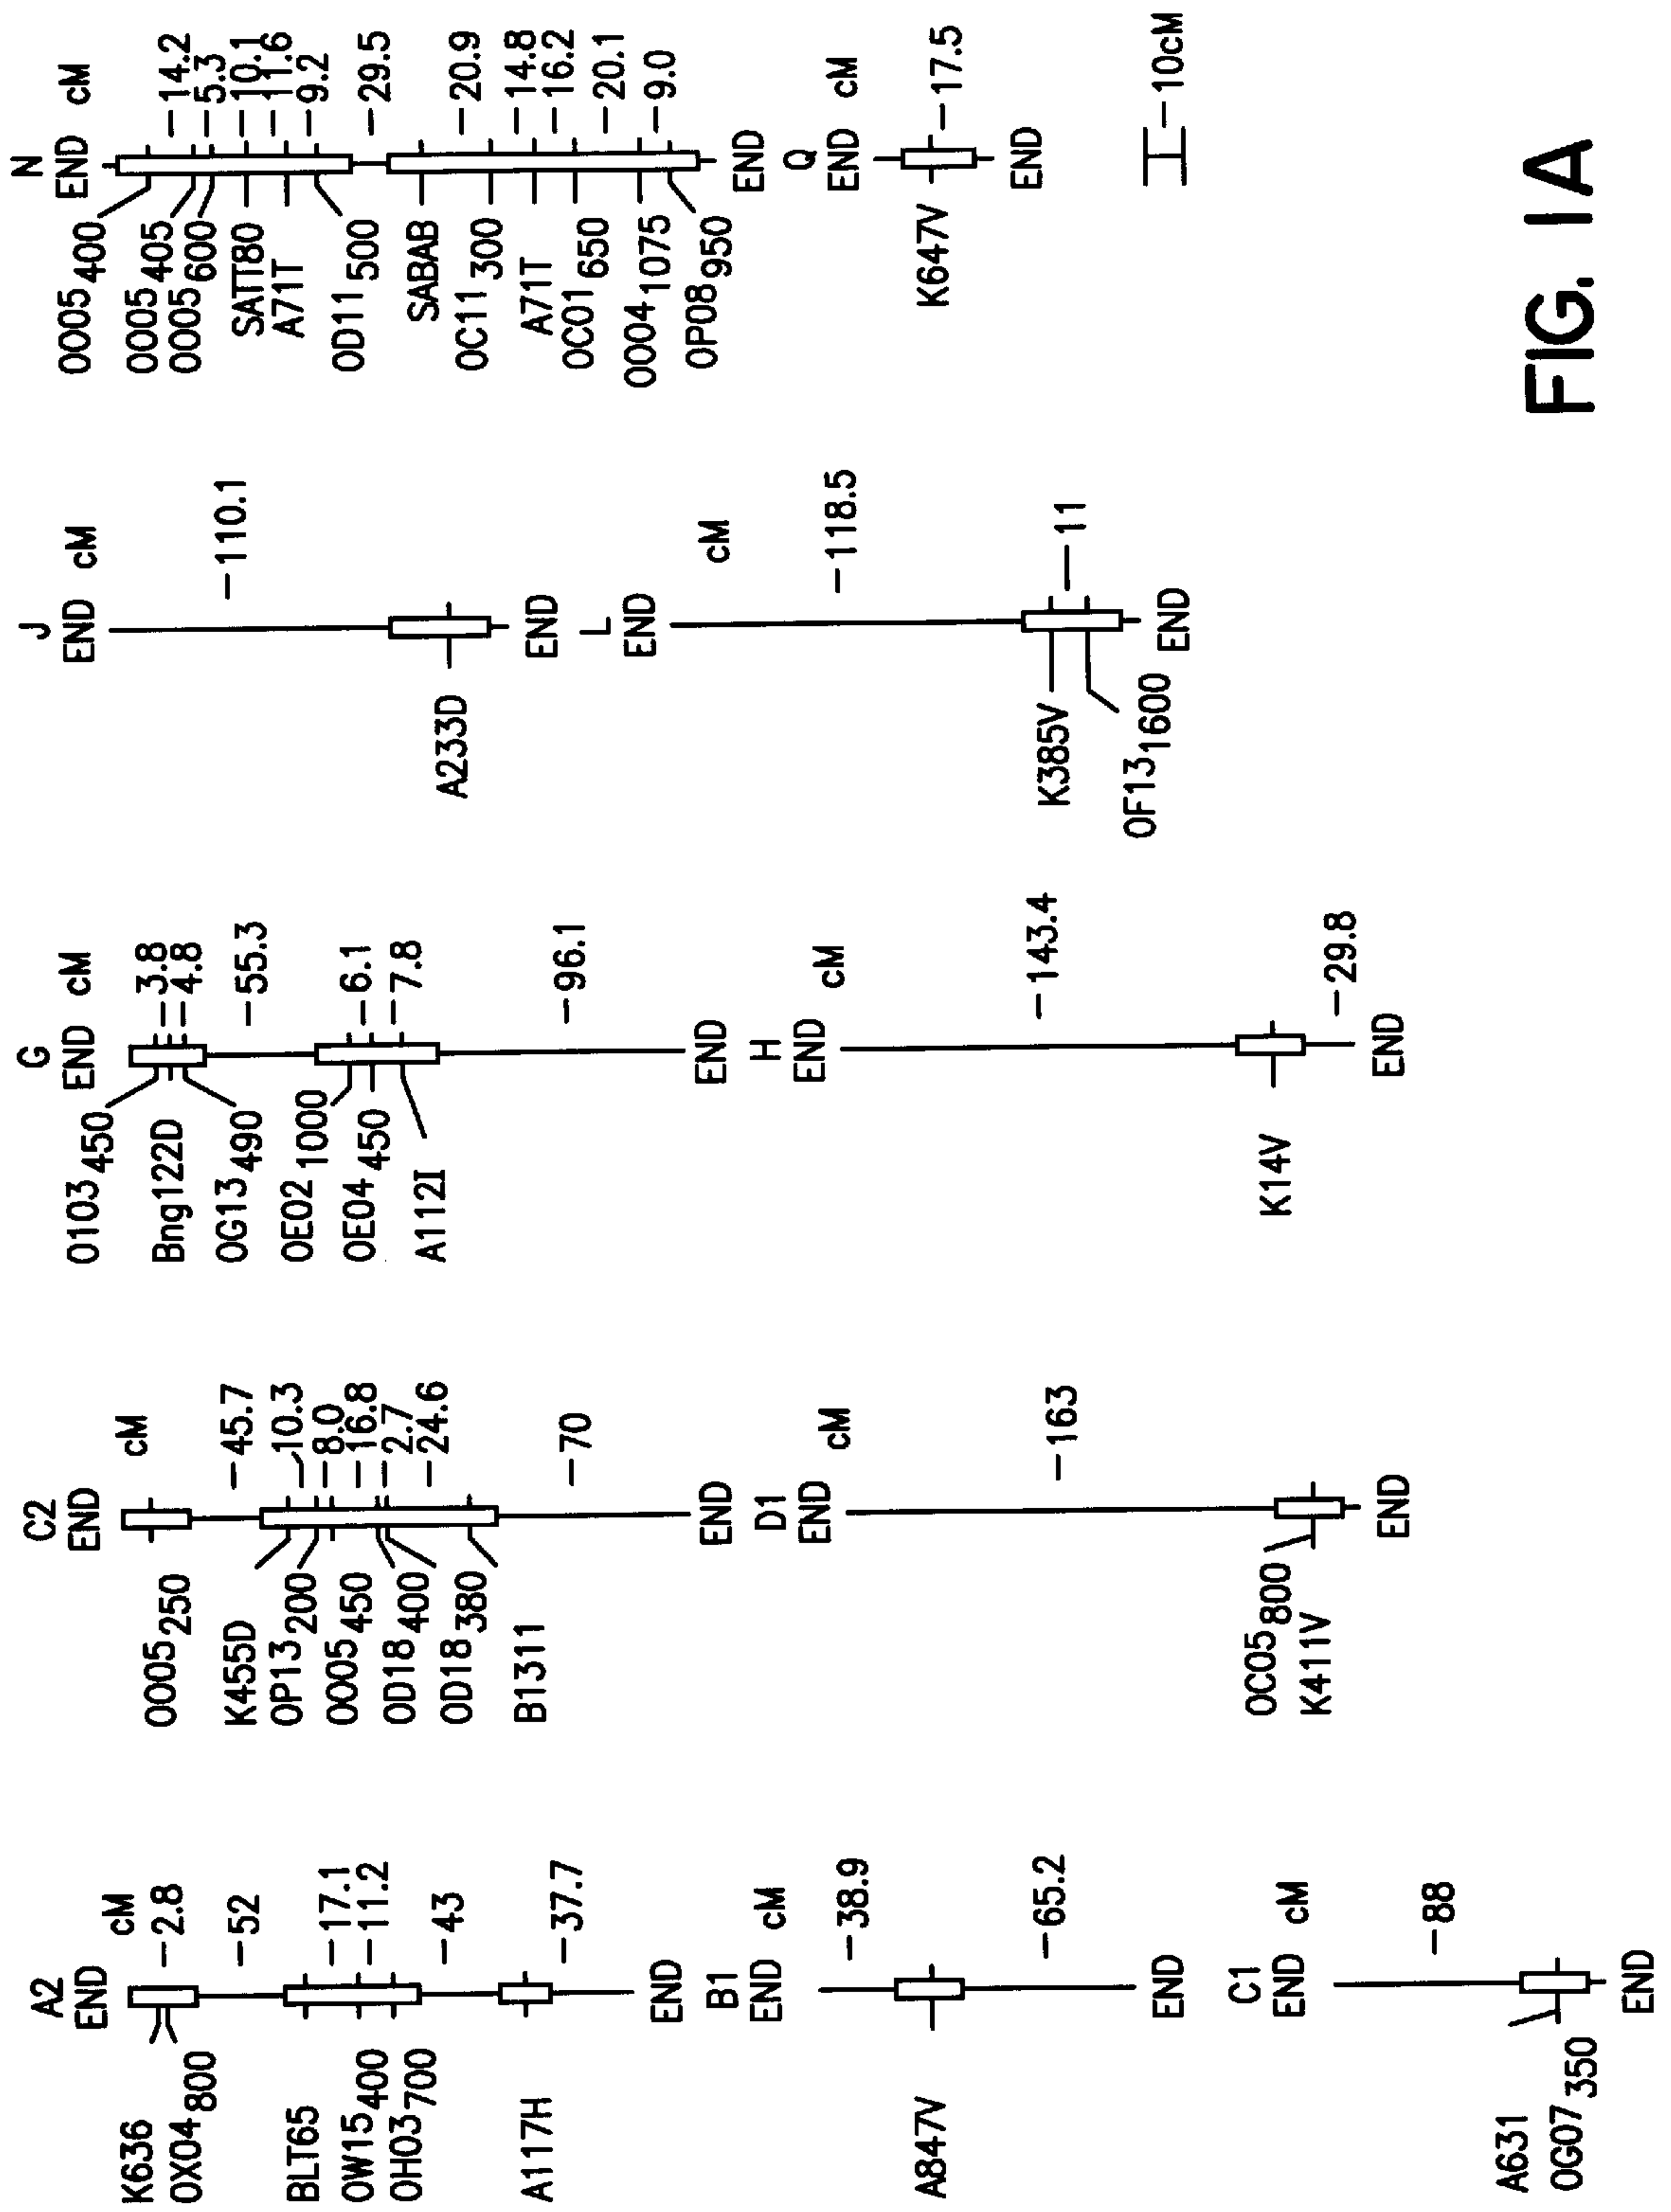 A2
END
cM
K636
OX04800
-2.8
-52
BLT65
OW15400
OH03700
-17.1
-11.2
-43
A117H
-37.7
END
B1
END
cM
-38.9
A847V
-65.2
END
C1
END
cM
-88
A631
OG07350
END
C2
END
cM
OO05250
-45.7
K455D
OP13200
OO05450
OD18400
OD18380
B1311
-10.3
-8.0
-16.8
-2.7
-24.6
-70
END
D1
END
cM
-163
OC05800
K411V
END
G
END
cM
O103450
Bng122D
OG13490
-3.8
-4.8
-55.3
OE021000
OE04450
A112I
-6.1
-7.8
-96.1
END
H
END
cM
-143.4
K14V
-29.8
END
J
END cM
-110.1
A233D
END
L
END
cM
-118.5
K385V
OF131600
-11
END
N
END cM
OO05400
OO05405
OO05600
SATT80
A71T
OD11500
-14.2
-5.3
-10.1
-11.6
-9.2
-29.5
SABAB
OC11300
A71T
OC01650
OO041075
OP08950
-20.9
-14.8
-16.2
-20.1
-9.0
END
Q
END cM
K647V
-17.5
END
-10cM
FIG. 1A